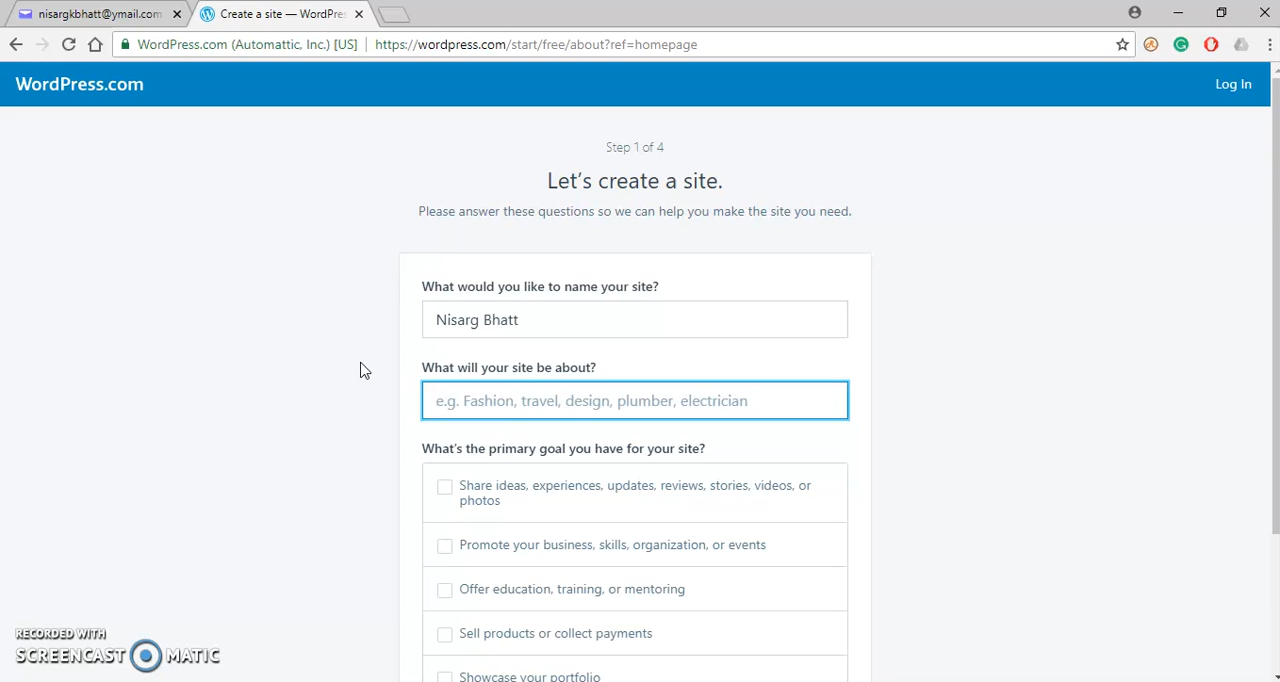 nisargkbhatt@ymail.com
Create a site — WordPres
WordPress.com (Automattic, Inc.) [US]
https://wordpress.com/start/free/about?ref=homepage
WordPress.com
Log In
Step 1 of 4
Let's create a site.
Please answer these questions so we can help you make the site you need.
What would you like to name your site?
Nisarg Bhatt
What will your site be about?
e.g. Fashion, travel, design, plumber, electrician
What's the primary goal you have for your site?
Share ideas, experiences, updates, reviews, stories, videos, or
photos
Promote your business, skills, organization, or events
Offer education, training, or mentoring
Sell products or collect payments
Showcase your portfolio
RECORDED WITH
SCREENCAST MATIC